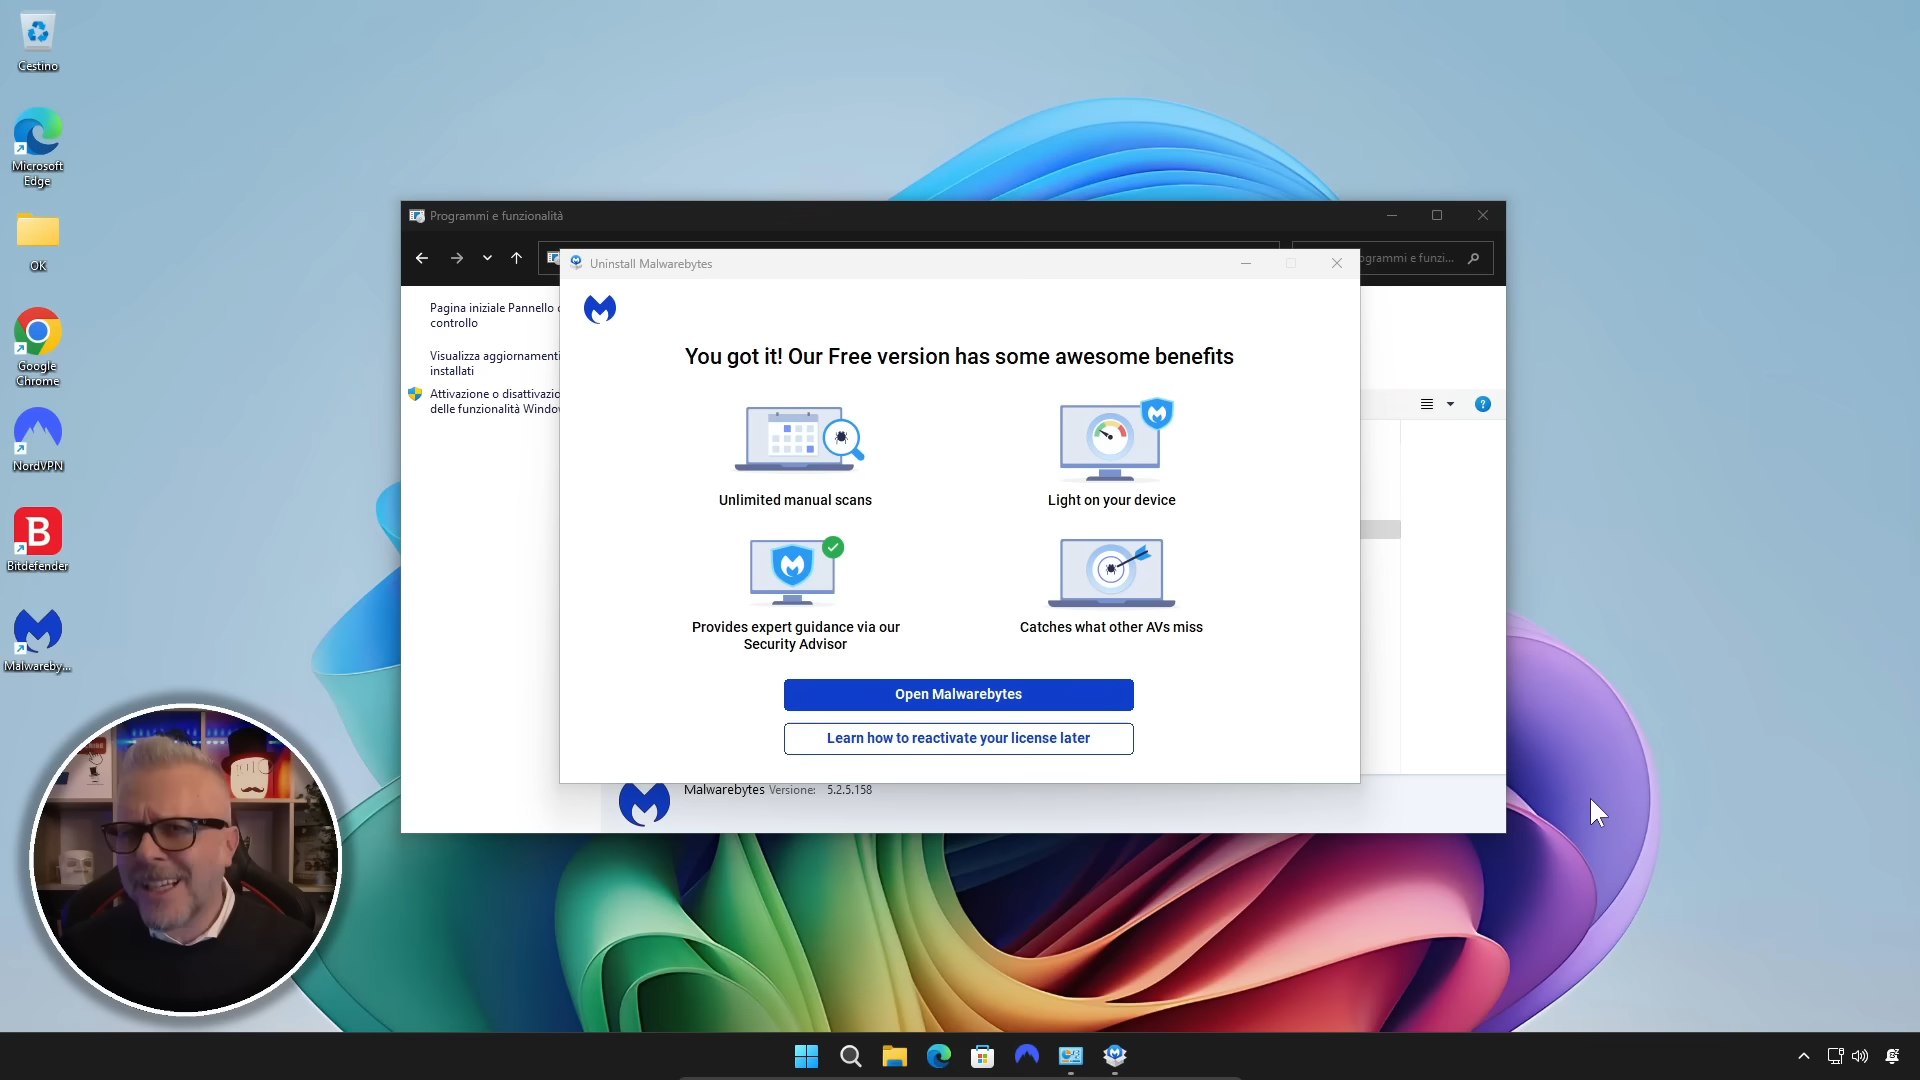 Cestino
Microsoft
Edge
OK
Google
Chrome
NordVPN
B
Bitdefender
Malwareby...
Programmi e funzionalità
ogrammi e funzi...
Pagina iniziale Pannello
controllo
Visualizza aggiornamenti
installati
Attivazione o disattivazio
delle funzionalità Windo
Uninstall Malwarebytes
You got it! Our Free version has some awesome benefits
Unlimited manual scans
Light on your device
Provides expert guidance via our
Security Advisor
Catches what other AVs miss
Open Malwarebytes
Learn how to reactivate your license later
Malwarebytes Versione: 5.2.5.158